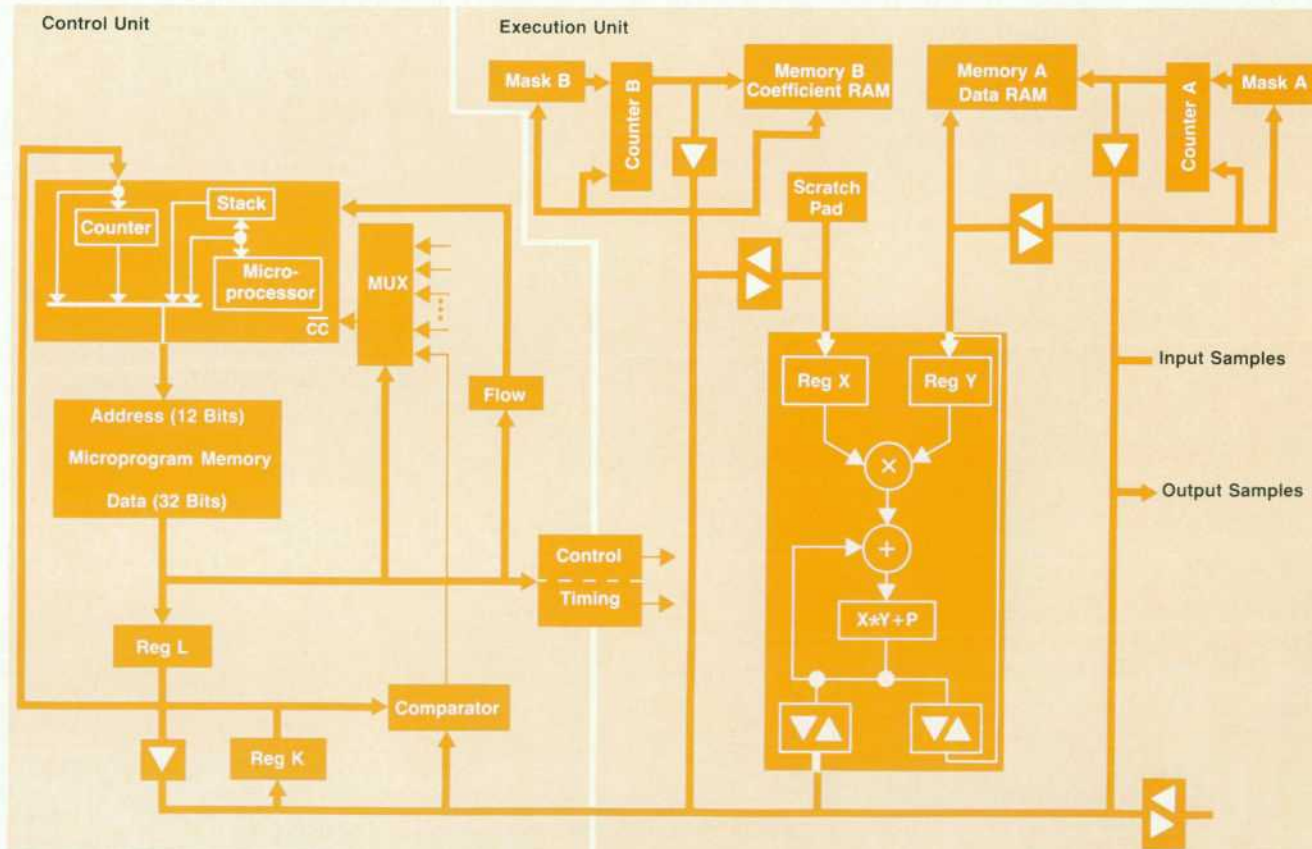 Control Unit
Execution Unit
Mask B
Counter B
Memory B
Coefficient RAM
Memory A
Data RAM
Counter A
Mask A
Scratch
Pad
Stack
Counter
Micro-
processor
MUX
CC
Flow
Address (12 Bits)
Microprogram Memory
Data (32 Bits)
Reg X
Reg Y
×
+
X*Y+P
Input Samples
Output Samples
Control
Timing
Reg L
Comparator
Reg K